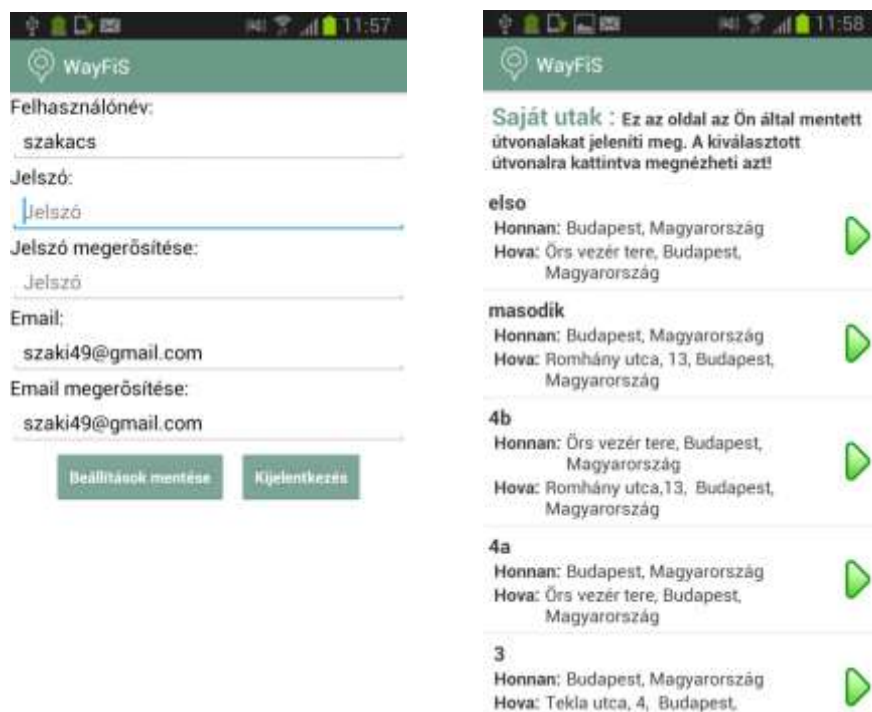 11:57
WayFiS
Felhasználónév:
szakacs
Jelszó:
Jelszó
Jelszó megerősítése:
Jelszó
Email:
szaki49@gmail.com
Email megerősítése:
szaki49@gmail.com
Beállítások mentése Kijelentkezés
11:58
WayFiS
Saját utak : Ez az oldal az Ön által mentett
útvonalakat jeleníti meg. A kiválasztott
útvonalra kattintva megnézheti azt!
elso
Honnan: Budapest, Magyarország
Hova: Örs vezér tere, Budapest,
Magyarország
masodik
Honnan: Budapest, Magyarország
Hova: Romhány utca, 13, Budapest,
Magyarország
4b
Honnan: Örs vezér tere, Budapest,
Magyarország
Hova: Romhány utca,13, Budapest,
Magyarország
4a
Honnan: Budapest, Magyarország
Hova: Örs vezér tere, Budapest,
Magyarország
3
Honnan: Budapest, Magyarország
Hova: Tekla utca, 4, Budapest,